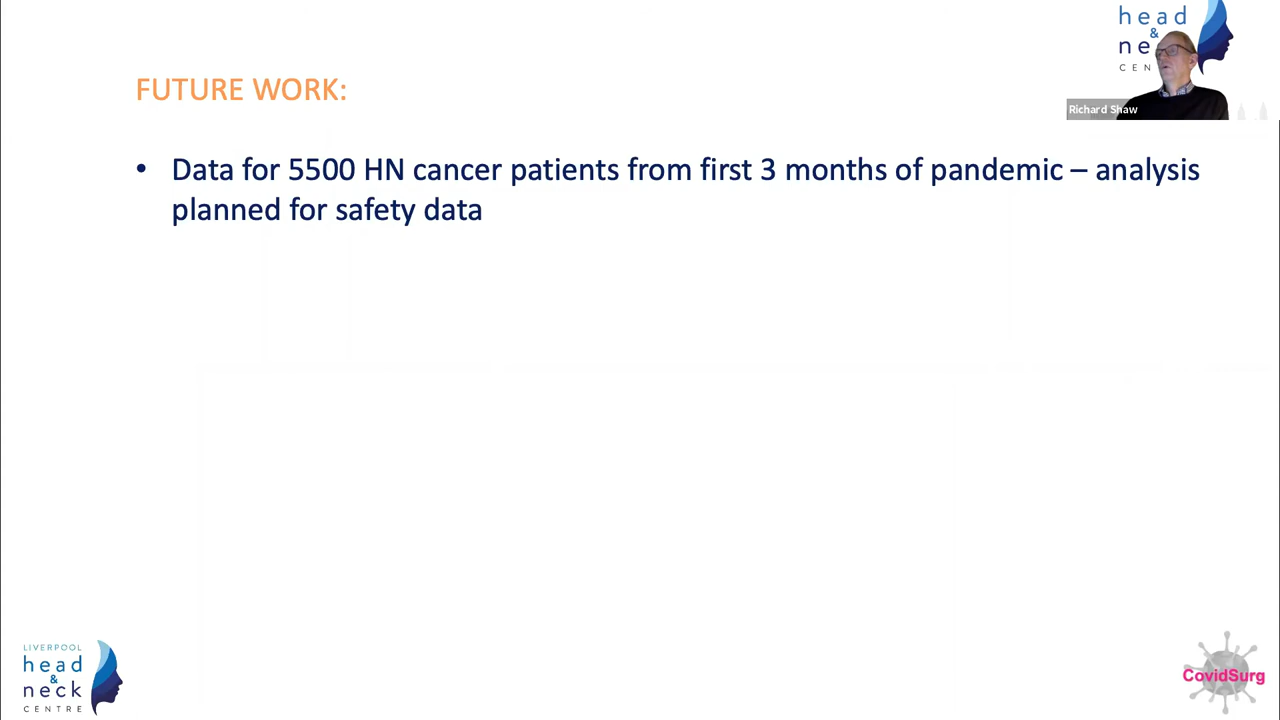 head
&
ne
CEN
Richard Shaw
FUTURE WORK:
• Data for 5500 HN cancer patients from first 3 months of pandemic – analysis
planned for safety data
LIVERPOOL
head
&
neck
CENTRE
CovidSurg